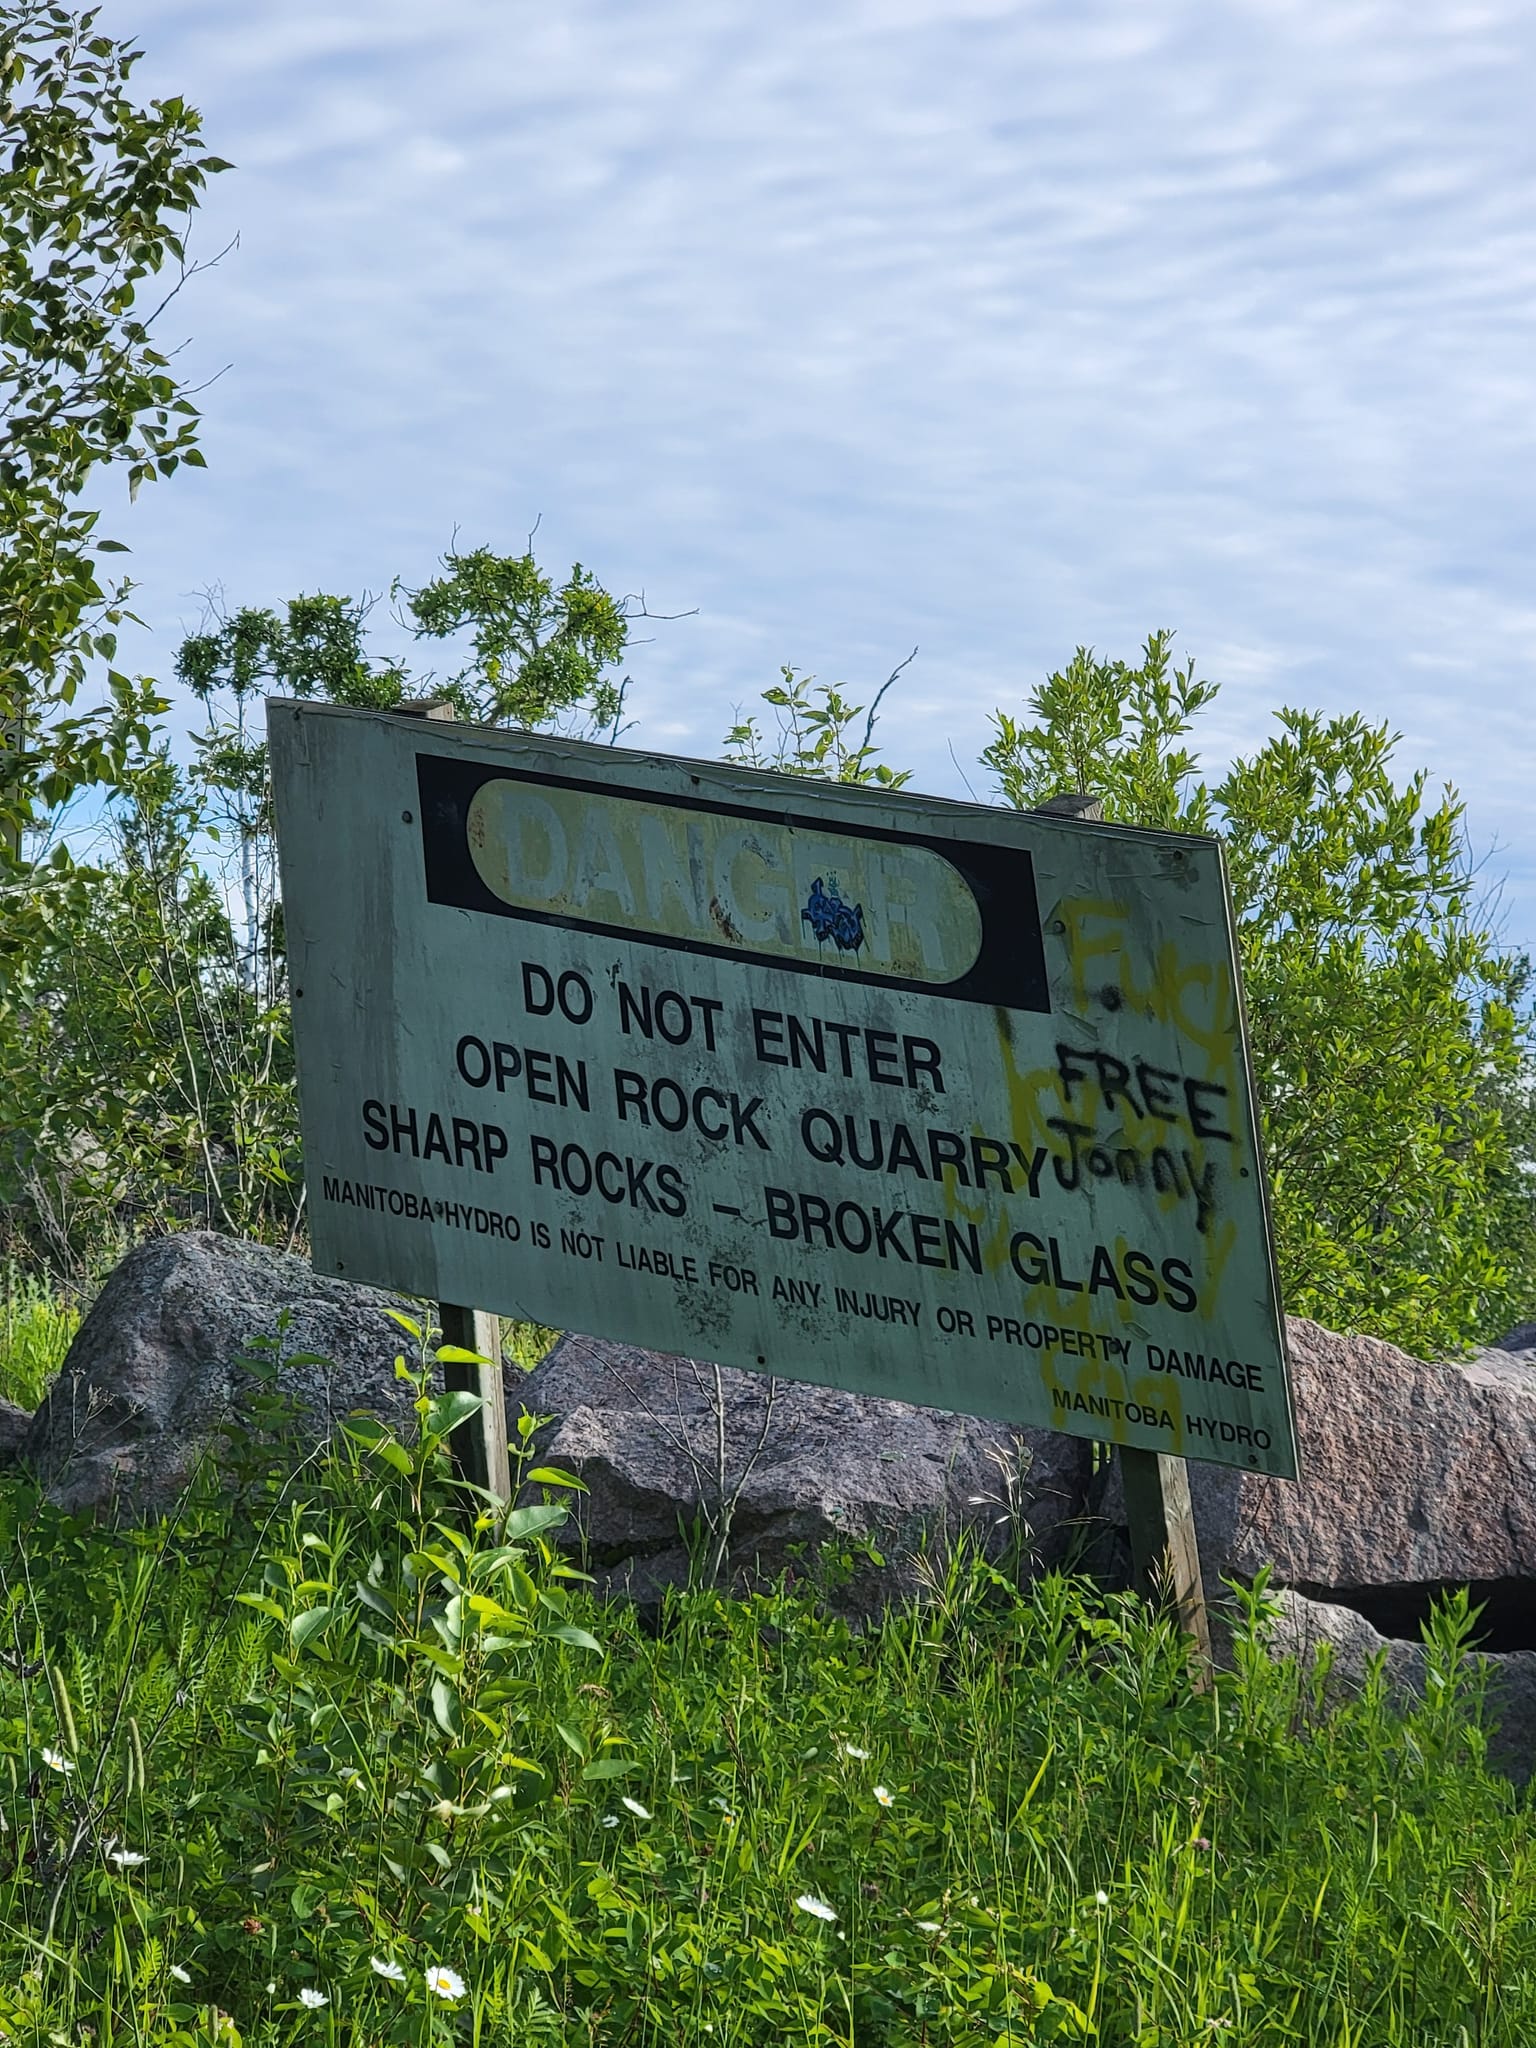 DANGER
DO NOT ENTER
OPEN ROCK QUARRY
SHARP ROCKS – BROKEN GLASS
MANITOBA HYDRO IS NOT LIABLE FOR ANY INJURY OR PROPERTY DAMAGE
MANITOBA HYDRO
Fuck
FREE
Jonny